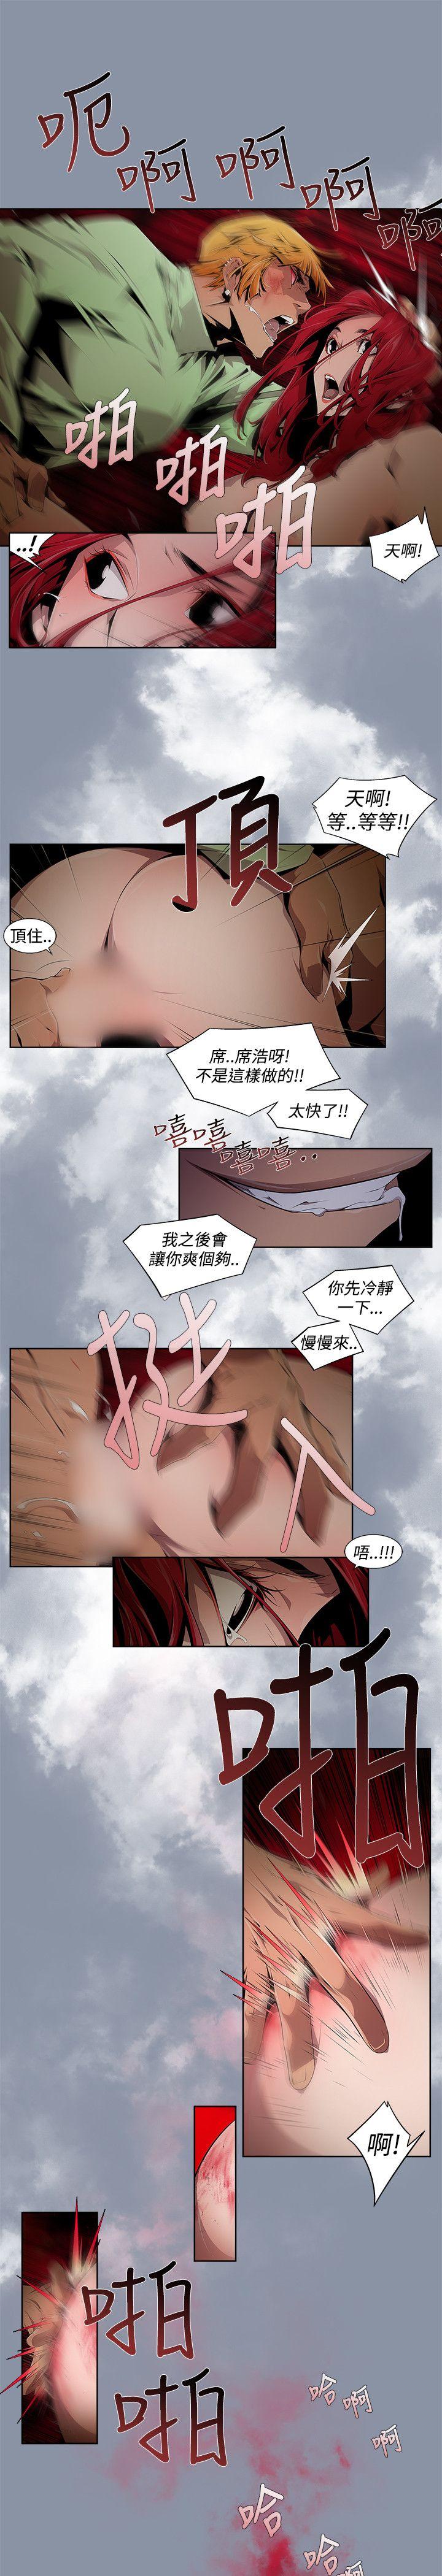 呃
啊
啊
啊
啊
啪
啪
啪
天啊!
..!
天啊!
等..等等!!
頂
頂住..
席..席浩呀!
不是這樣做的!!
太快了!!
嘻嘻
嘻嘻..
我之後會
讓你爽個夠..
你先冷靜
一下...
慢慢來..
挺
入
唔..!!!
啪
啊!
啪
啪
哈
啊
啊
哈
哈